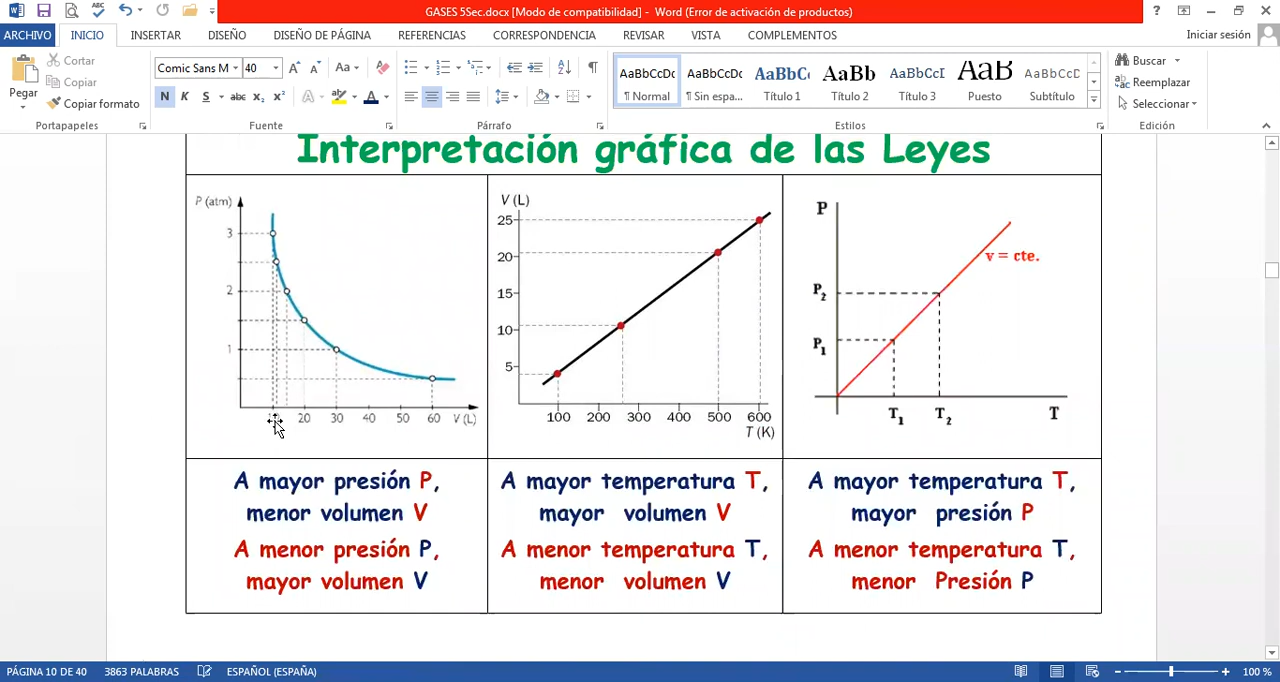 GASES 5Sec.docx [Modo de compatibilidad] - Word (Error de activación de productos)
ARCHIVO INICIO INSERTAR DISEÑO DISEÑO DE PÁGINA REFERENCIAS CORRESPONDENCIA REVISAR VISTA COMPLEMENTOS Iniciar sesión
Pegar
Cortar
Copiar
Copiar formato
Portapapeles
Comic Sans M 40
N K S abc x₂ x²
Fuente
Párrafo
AaBbCcDc AaBbCcDc AaBbC AaBb AaBbCcI AaB AaBbCcD
¶ Normal ¶ Sin espa... Título 1 Título 2 Título 3 Puesto Subtítulo
Estilos
Buscar
Reemplazar
Seleccionar
Edición
Interpretación gráfica de las Leyes
P (atm)
3
2
1
20 30 40 50 60 V (L)
V (L)
25
20
15
10
5
100 200 300 400 500 600
T (K)
P
v = cte.
P₂
P₁
T₁ T₂ T
A mayor presión P,
menor volumen V
A menor presión P,
mayor volumen V
A mayor temperatura T,
mayor volumen V
A menor temperatura T,
menor volumen V
A mayor temperatura T,
mayor presión P
A menor temperatura T,
menor Presión P
PÁGINA 10 DE 40 3863 PALABRAS ESPAÑOL (ESPAÑA) 100 %